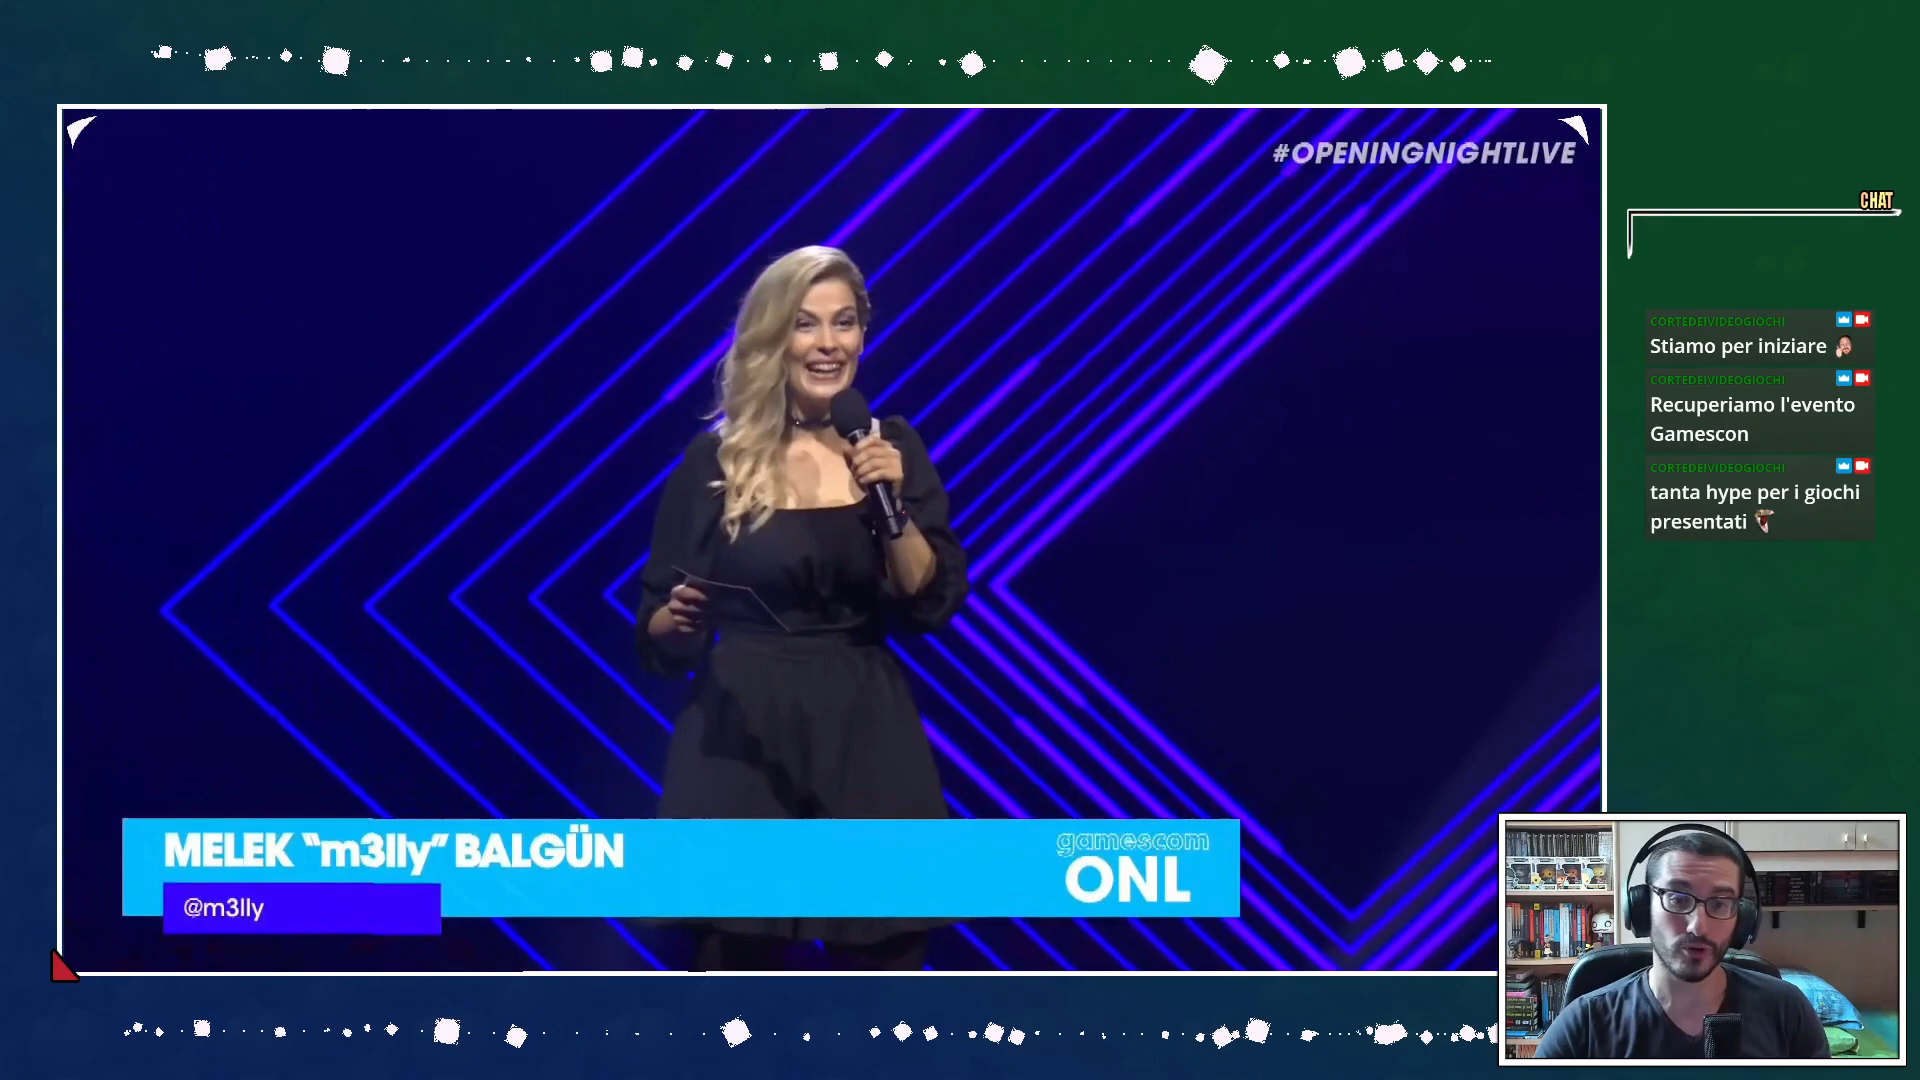 #OPENINGNIGHTLIVE
CHAT
CORTEDEIVIDEOGIOCHI
Stiamo per iniziare
CORTEDEIVIDEOGIOCHI
Recuperiamo l'evento
Gamescon
CORTEDEIVIDEOGIOCHI
tanta hype per i giochi
presentati
MELEK "m3lly" BALGÜN
@m3lly
gamescom
ONL